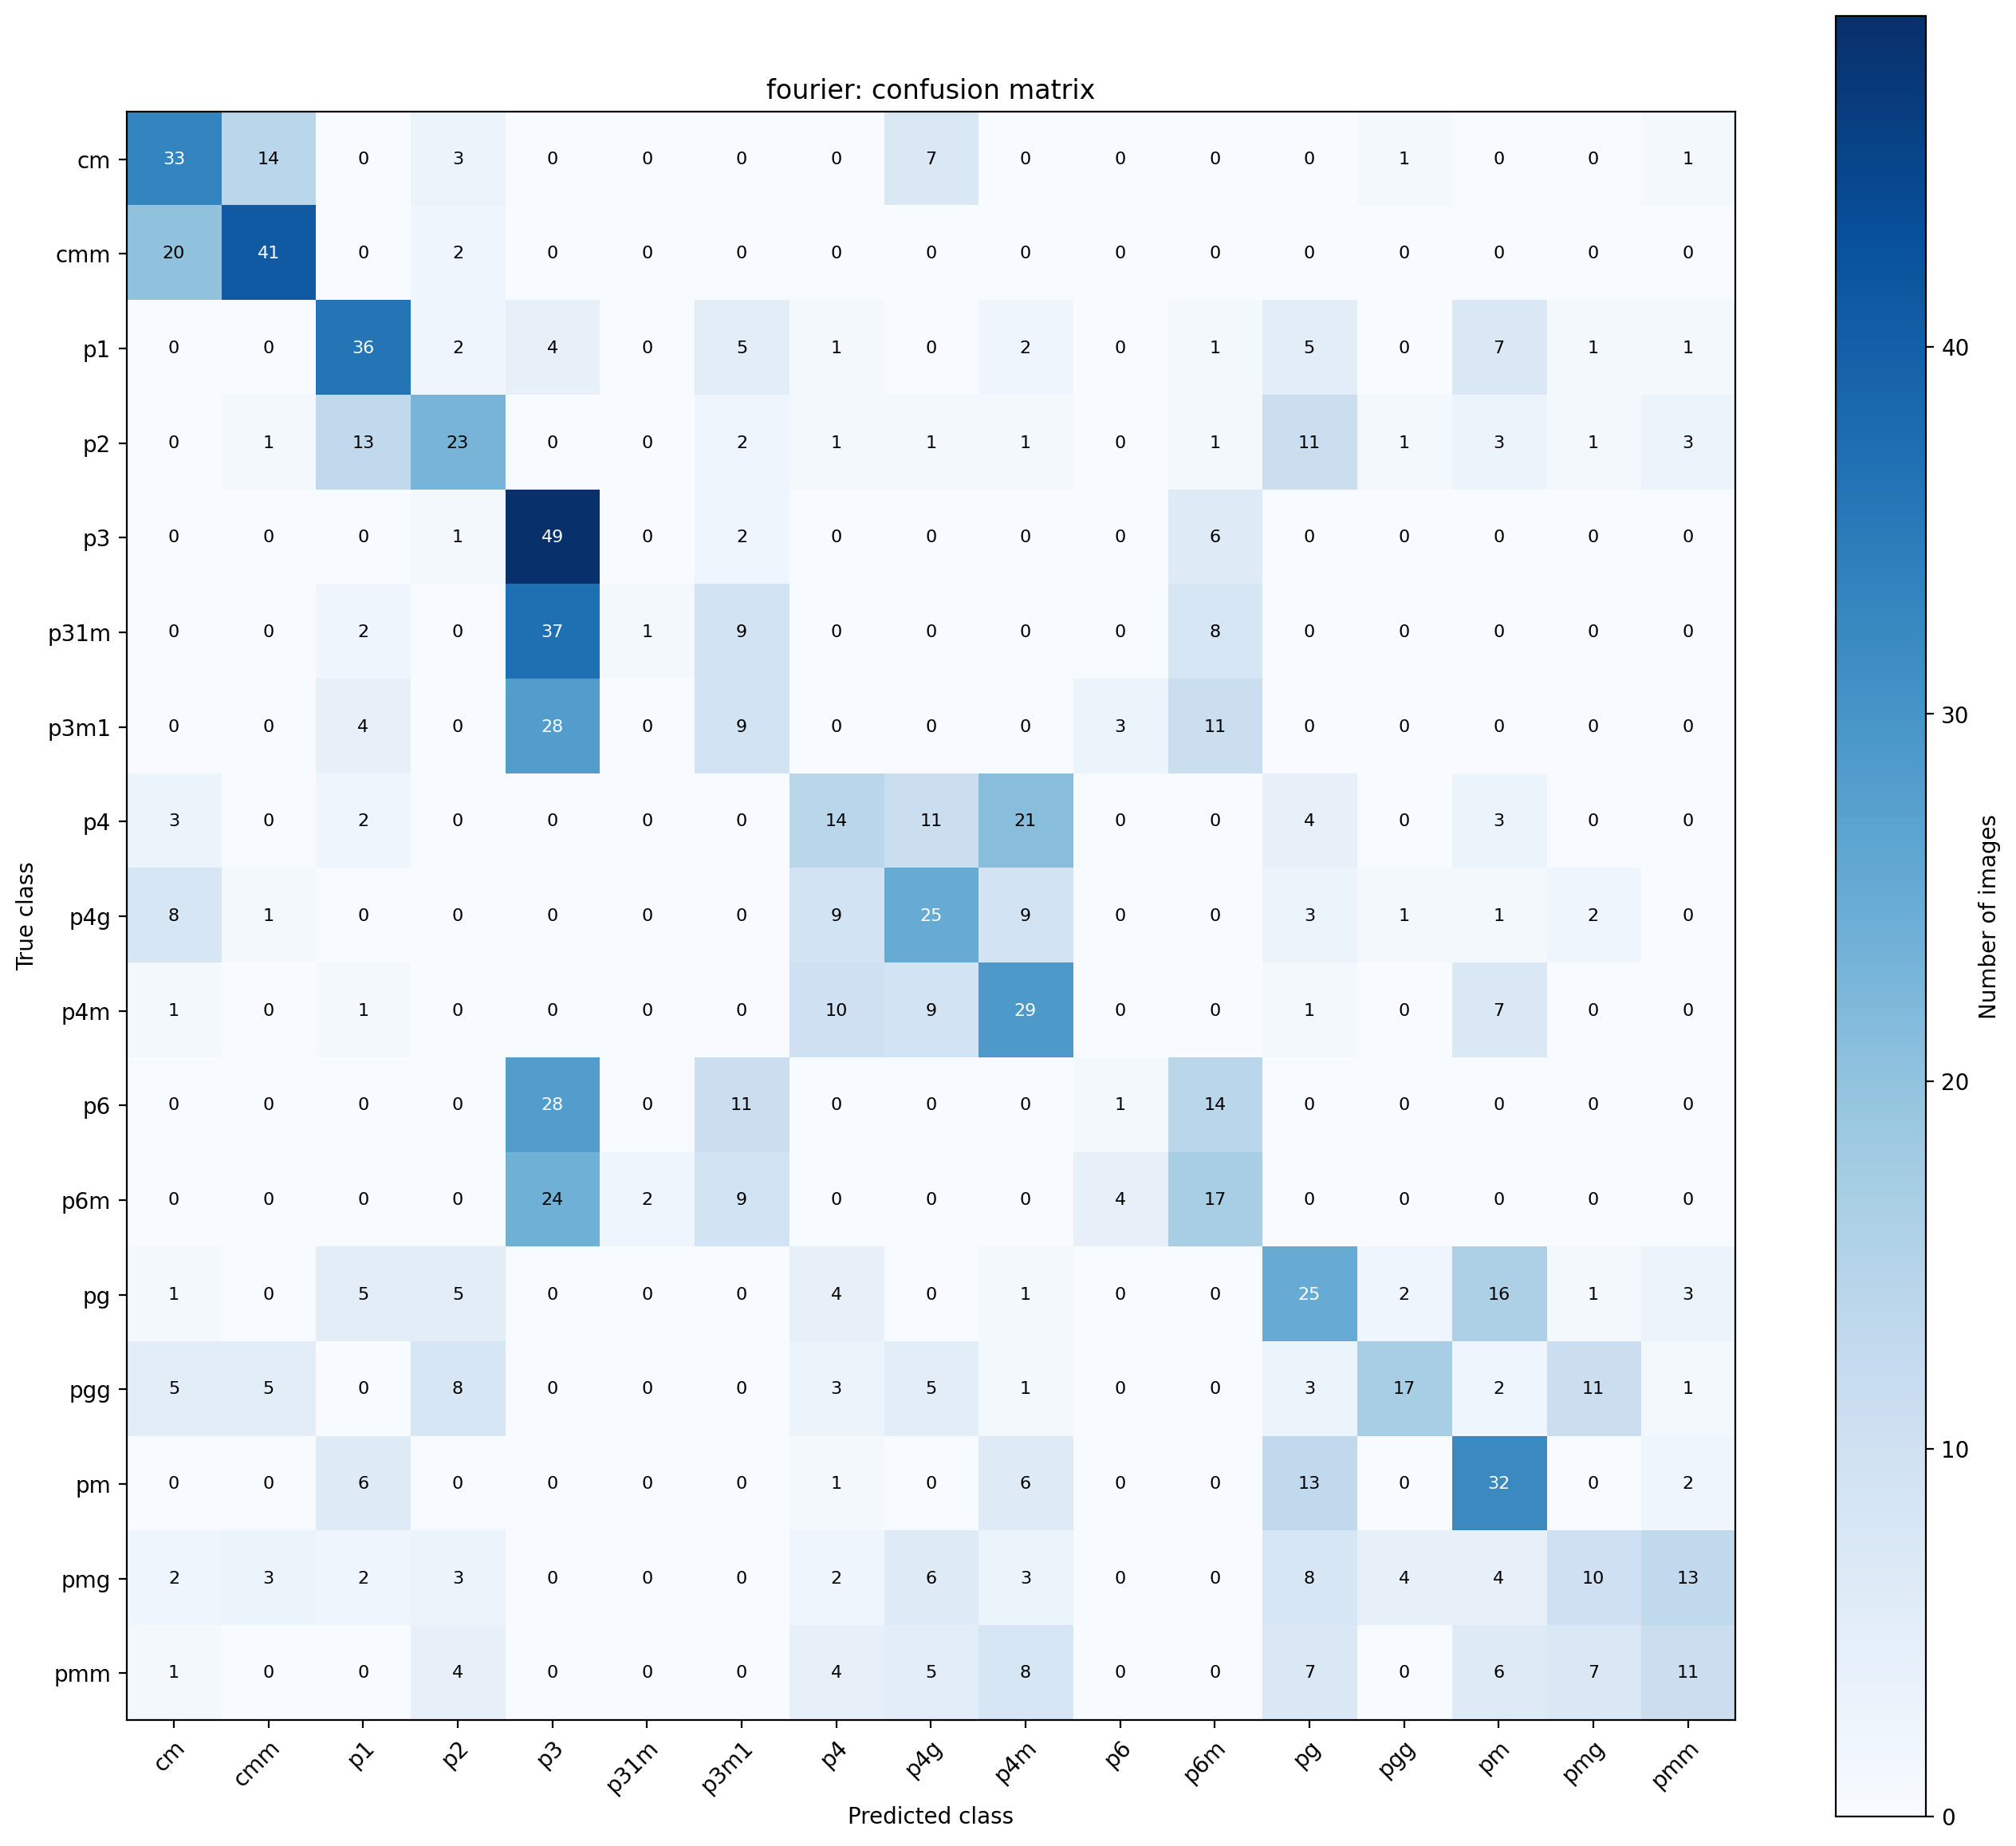 fourier: confusion matrix
cm 33 14 0 3 0 0 0 0 7 0 0 0 0 1 0 0 1
cmm 20 41 0 2 0 0 0 0 0 0 0 0 0 0 0 0 0
p1 0 0 36 2 4 0 5 1 0 2 0 1 5 0 7 1 1
p2 0 1 13 23 0 0 2 1 1 1 0 1 11 1 3 1 3
p3 0 0 0 1 49 0 2 0 0 0 0 6 0 0 0 0 0
p31m 0 0 2 0 37 1 9 0 0 0 0 8 0 0 0 0 0
p3m1 0 0 4 0 28 0 9 0 0 0 3 11 0 0 0 0 0
p4 3 0 2 0 0 0 0 14 11 21 0 0 4 0 3 0 0
p4g 8 1 0 0 0 0 0 9 25 9 0 0 3 1 1 2 0
p4m 1 0 1 0 0 0 0 10 9 29 0 0 1 0 7 0 0
p6 0 0 0 0 28 0 11 0 0 0 1 14 0 0 0 0 0
p6m 0 0 0 0 24 2 9 0 0 0 4 17 0 0 0 0 0
pg 1 0 5 5 0 0 0 4 0 1 0 0 25 2 16 1 3
pgg 5 5 0 8 0 0 0 3 5 1 0 0 3 17 2 11 1
pm 0 0 6 0 0 0 0 1 0 6 0 0 13 0 32 0 2
pmg 2 3 2 3 0 0 0 2 6 3 0 0 8 4 4 10 13
pmm 1 0 0 4 0 0 0 4 5 8 0 0 7 0 6 7 11
cm cmm p1 p2 p3 p31m p3m1 p4 p4g p4m p6 p6m pg pgg pm pmg pmm
Predicted class
True class
40
30
20
10
0
Number of images